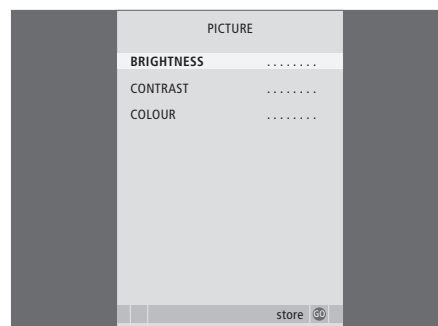 PICTURE
BRIGHTNESS ........
CONTRAST ........
COLOUR ........
store GO